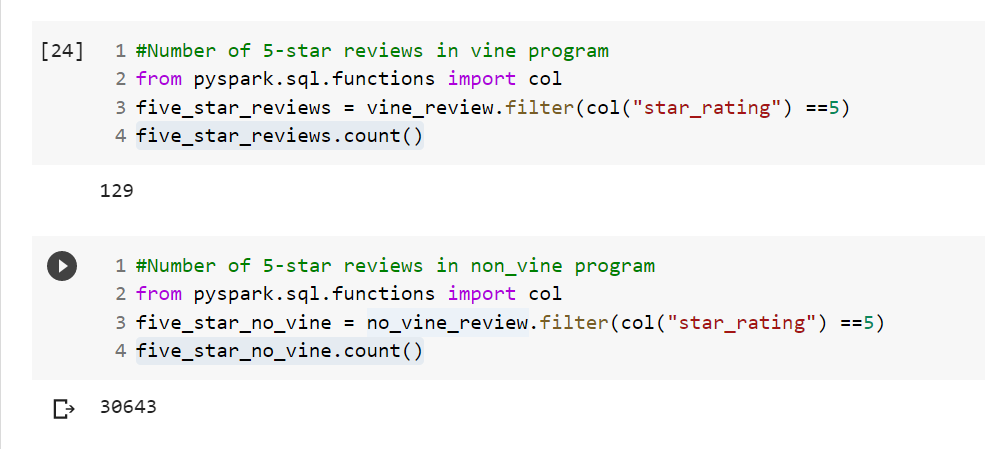 [24] 1 #Number of 5-star reviews in vine program
2 from pyspark.sql.functions import col
3 five_star_reviews = vine_review.filter(col("star_rating") ==5)
4 five_star_reviews.count()
129
1 #Number of 5-star reviews in non_vine program
2 from pyspark.sql.functions import col
3 five_star_no_vine = no_vine_review.filter(col("star_rating") ==5)
4 five_star_no_vine.count()
30643